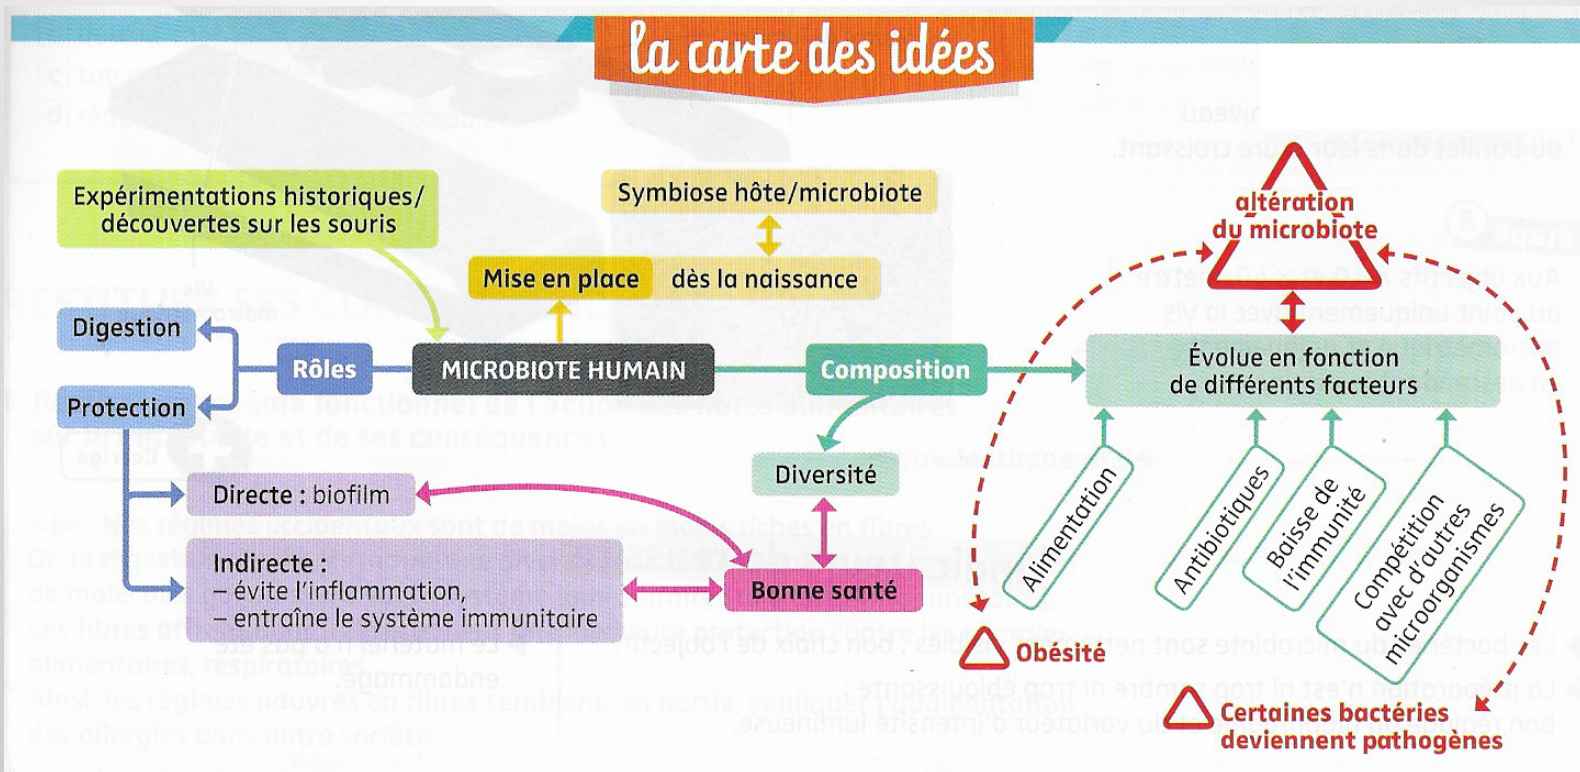 la carte des idées
Expérimentations historiques/
découvertes sur les souris
Symbiose hôte/microbiote
Mise en place dès la naissance
altération
du microbiote
Digestion
Protection
Rôles
MICROBIOTE HUMAIN
Composition
Évolue en fonction
de différents facteurs
Diversité
Directe : biofilm
Indirecte :
– évite l'inflammation,
– entraîne le système immunitaire
Bonne santé
Alimentation
Antibiotiques
Baisse de
l'immunité
Compétition
avec d'autres
microorganismes
Obésité
Certaines bactéries
deviennent pathogènes